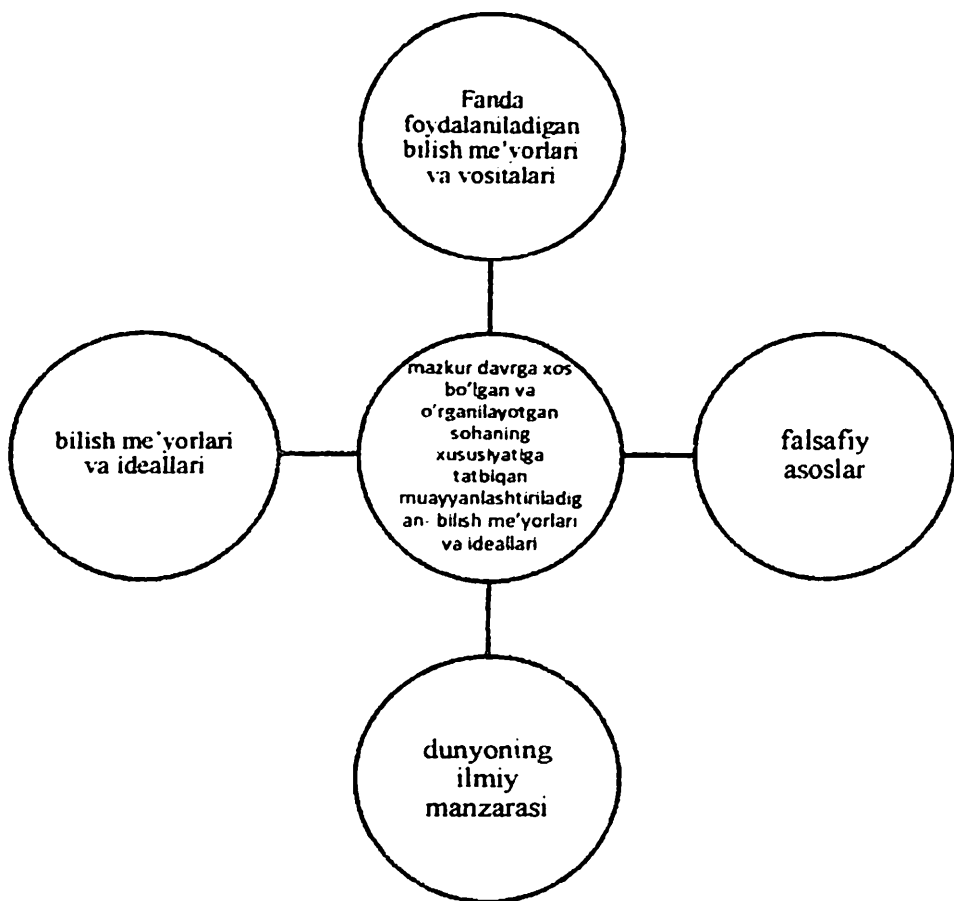 Fanda
foydalaniladigan
bilish me'yorlari
va vositalari
bilish me'yorlari
va ideallari
mazkur davrga xos
bo'lgan va
o'rganilayotgan
sohaning
xususiyatiga
tatbiqan
muayyanlashtiriladig
an- bilish me'yorlari
va ideallari
falsafiy
asoslar
dunyoning
ilmiy
manzarasi